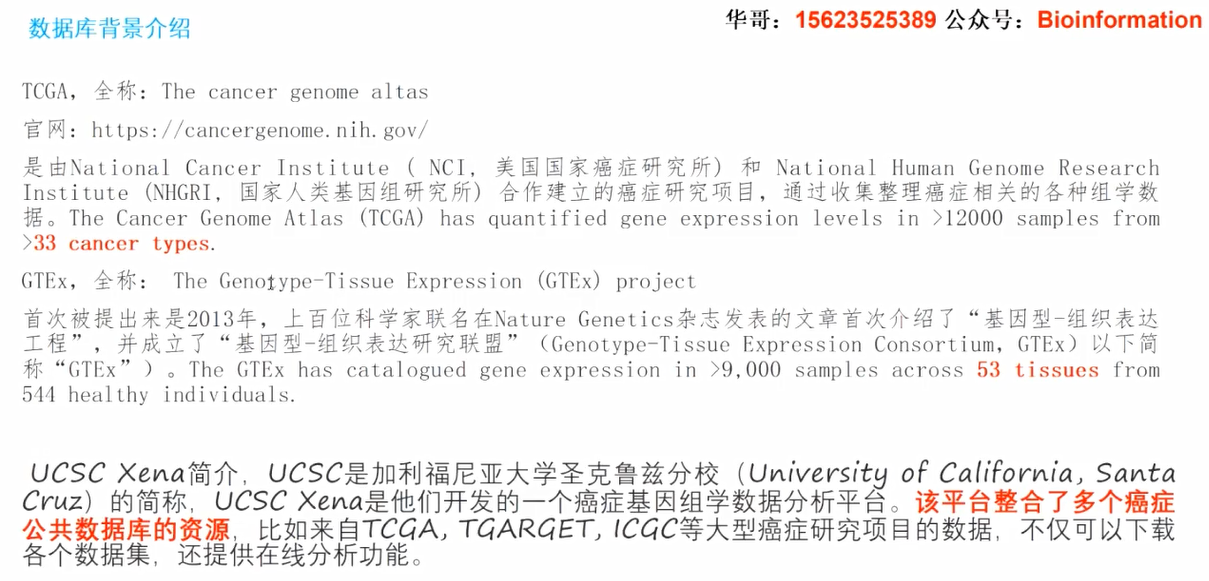 数据库背景介绍
华哥：15623525389 公众号：Bioinformation
TCGA，全称：The cancer genome altas
官网：https://cancergenome.nih.gov/
是由National Cancer Institute ( NCI, 美国国家癌症研究所) 和 National Human Genome Research
Institute (NHGRI, 国家人类基因组研究所) 合作建立的癌症研究项目，通过收集整理癌症相关的各种组学数
据。The Cancer Genome Atlas (TCGA) has quantified gene expression levels in >12000 samples from
>33 cancer types.
GTEx，全称： The Genotype-Tissue Expression (GTEx) project
首次被提出来是2013年，上百位科学家联名在Nature Genetics杂志发表的文章首次介绍了“基因型-组织表达
工程”，并成立了“基因型-组织表达研究联盟”（Genotype-Tissue Expression Consortium, GTEx）以下简
称“GTEx”）。The GTEx has catalogued gene expression in >9,000 samples across 53 tissues from
544 healthy individuals.
UCSC Xena简介，UCSC是加利福尼亚大学圣克鲁兹分校（University of California, Santa
Cruz）的简称，UCSC Xena是他们开发的一个癌症基因组学数据分析平台。该平台整合了多个癌症
公共数据库的资源，比如来自TCGA, TGARGET, ICGC等大型癌症研究项目的数据，不仅可以下载
各个数据集，还提供在线分析功能。